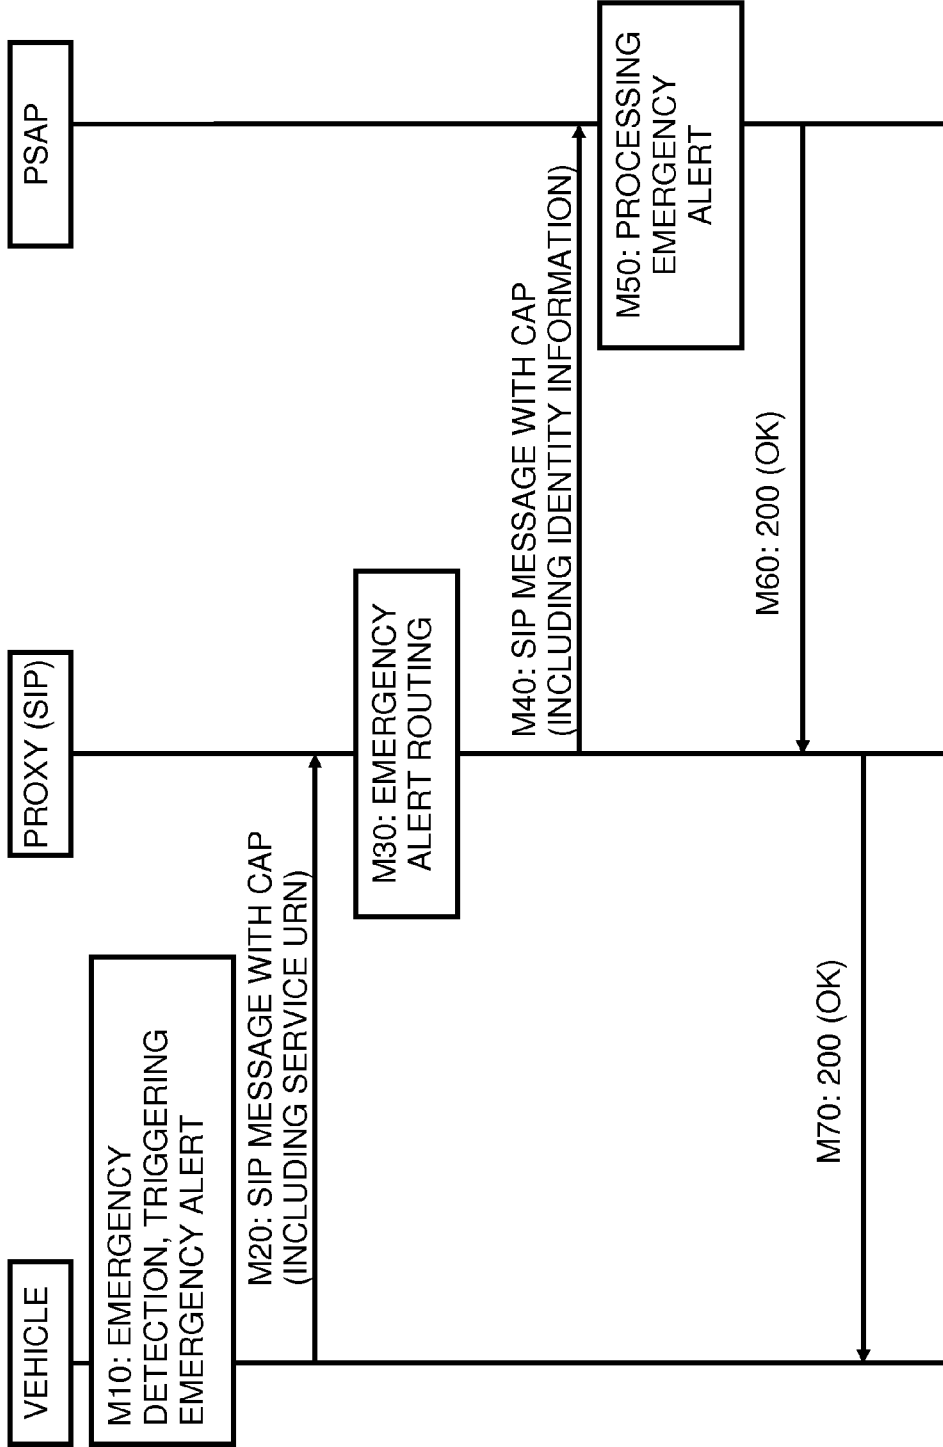 VEHICLE
PROXY (SIP)
PSAP
M10: EMERGENCY
DETECTION, TRIGGERING
EMERGENCY ALERT
M20: SIP MESSAGE WITH CAP
(INCLUDING SERVICE URN)
M30: EMERGENCY
ALERT ROUTING
M40: SIP MESSAGE WITH CAP
(INCLUDING IDENTITY INFORMATION)
M50: PROCESSING
EMERGENCY
ALERT
M60: 200 (OK)
M70: 200 (OK)